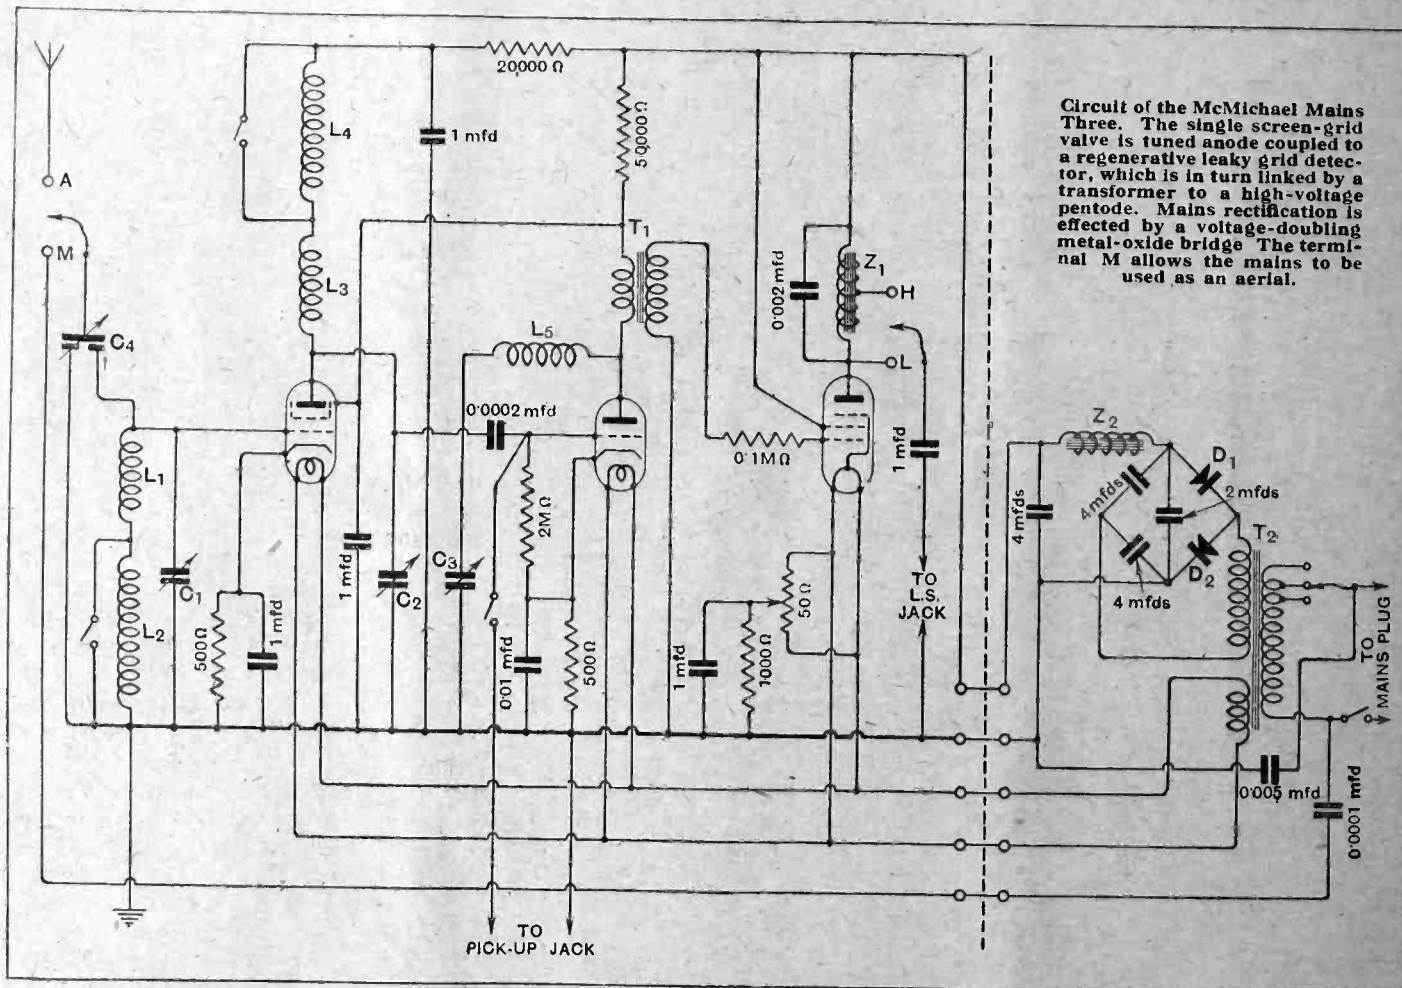 Circuit of the McMichael Mains
Three. The single screen-grid
valve is tuned anode coupled to
a regenerative leaky grid detec-
tor, which is in turn linked by a
transformer to a high-voltage
pentode. Mains rectification is
effected by a voltage-doubling
metal-oxide bridge The termi-
nal M allows the mains to be
used as an aerial.
A
M
C4
L1
L2
C1
500Ω
1 mfd
L4
L3
1 mfd
20,000 Ω
50,000Ω
T1
L5
0·0002 mfd
1 mfd
C2
C3
2MΩ
0·01 mfd
500Ω
TO
PICK-UP JACK
0·1MΩ
0·002 mfd
Z1
H
L
1 mfd
TO
L.S.
JACK
50Ω
1 mfd
1000Ω
Z2
D1
4 mfds
2 mfds
4 mfds
D2
4 mfds
T2
TO
MAINS PLUG
0·005 mfd
0·0001 mfd